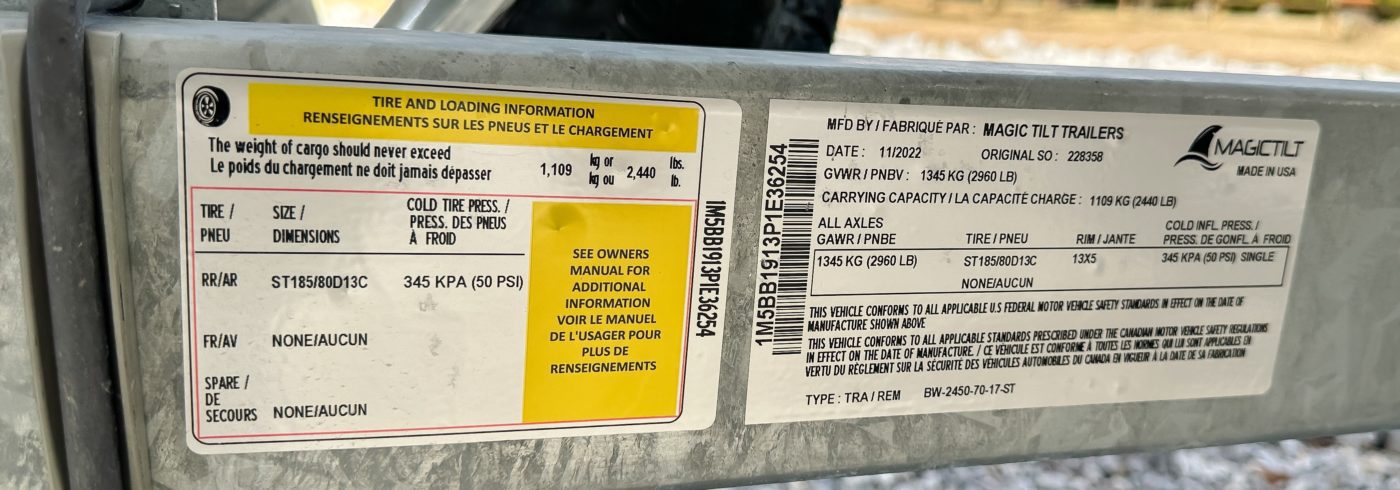 TIRE AND LOADING INFORMATION
RENSEIGNEMENTS SUR LES PNEUS ET LE CHARGEMENT
The weight of cargo should never exceed
Le poids du chargement ne doit jamais dépasser
1,109 kg or 2,440 lbs.
kg ou lb.
TIRE / SIZE / COLD TIRE PRESS. /
PNEU DIMENSIONS PRESS. DES PNEUS
À FROID
RR/AR ST185/80D13C 345 KPA (50 PSI)
FR/AV NONE/AUCUN
SPARE /
DE
SECOURS NONE/AUCUN
SEE OWNERS
MANUAL FOR
ADDITIONAL
INFORMATION
VOIR LE MANUEL
DE L'USAGER POUR
PLUS DE
RENSEIGNEMENTS
1M5BB1913P1E36254
1M5BB1913P1E36254
MFD BY / FABRIQUÉ PAR : MAGIC TILT TRAILERS
DATE : 11/2022 ORIGINAL SO : 228358
GVWR / PNBV : 1345 KG (2960 LB)
CARRYING CAPACITY / LA CAPACITÉ CHARGE : 1109 KG (2440 LB)
MAGICTILT
MADE IN USA
ALL AXLES COLD INFL. PRESS. /
GAWR / PNBE TIRE / PNEU RIM / JANTE PRESS. DE GONFL. À FROID
1345 KG (2960 LB) ST185/80D13C 13X5 345 KPA (50 PSI) SINGLE
NONE/AUCUN
THIS VEHICLE CONFORMS TO ALL APPLICABLE U.S FEDERAL MOTOR VEHICLE SAFETY STANDARDS IN EFFECT ON THE DATE OF
MANUFACTURE SHOWN ABOVE
THIS VEHICLE CONFORMS TO ALL APPLICABLE STANDARDS PRESCRIBED UNDER THE CANADIAN MOTOR VEHICLE SAFETY REGULATIONS
IN EFFECT ON THE DATE OF MANUFACTURE. / CE VÉHICULE EST CONFORME À TOUTES LES NORMES QUI LUI SONT APPLICABLES EN
VERTU DU RÈGLEMENT SUR LA SÉCURITÉ DES VÉHICULES AUTOMOBILES DU CANADA EN VIGUEUR À LA DATE DE SA FABRICATION
TYPE : TRA / REM BW-2450-70-17-ST